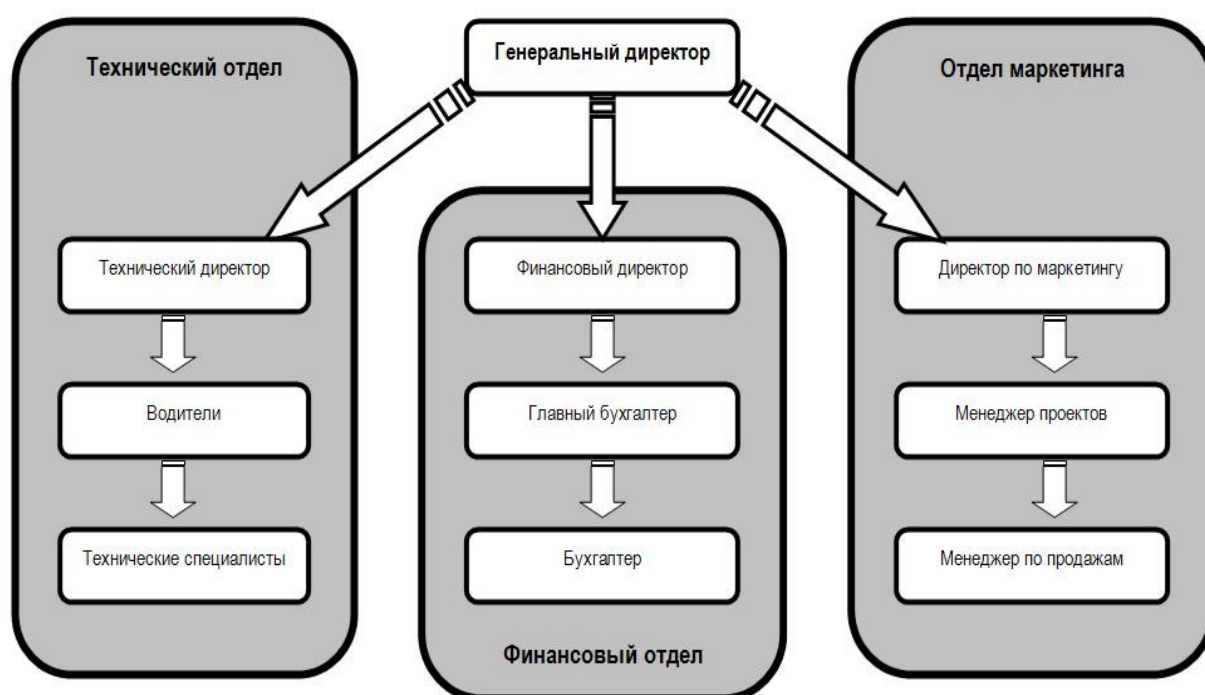 Технический отдел
Генеральный директор
Отдел маркетинга
Технический директор
Финансовый директор
Директор по маркетингу
Водители
Главный бухгалтер
Менеджер проектов
Технические специалисты
Бухгалтер
Менеджер по продажам
Финансовый отдел